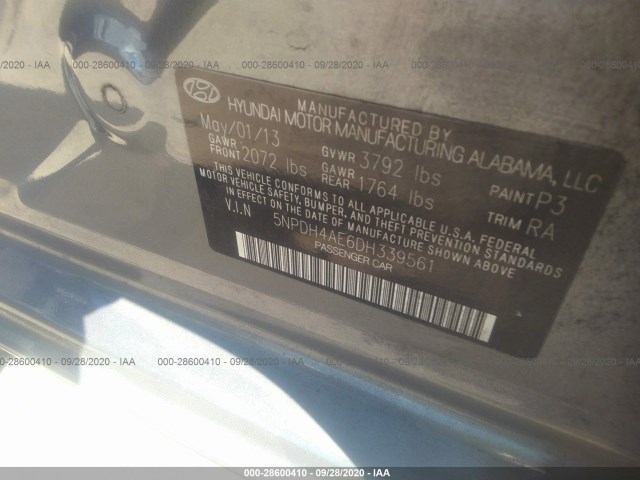 000-28600410 - 09/28/2020 - IAA
000-28600410 - 09/28/2020 - IAA
MANUFACTURED BY
HYUNDAI MOTOR MANUFACTURING ALABAMA, LLC
May/01/13 GVWR 3792 lbs PAINT P3
GAWR FRONT 2072 lbs GAWR REAR 1764 lbs TRIM RA
THIS VEHICLE CONFORMS TO ALL APPLICABLE U.S.A. FEDERAL
MOTOR VEHICLE SAFETY, BUMPER, AND THEFT PREVENTION STANDARDS
IN EFFECT ON THE DATE OF MANUFACTURE SHOWN ABOVE
V.I.N 5NPDH4AE6DH339561
PASSENGER CAR
/28/2020 - IAA
000-28600410 - 09/28/2020 - IAA
000-28600410 - 09/28/2020 - IAA
000-28600410 - 09/28/2020 - IAA